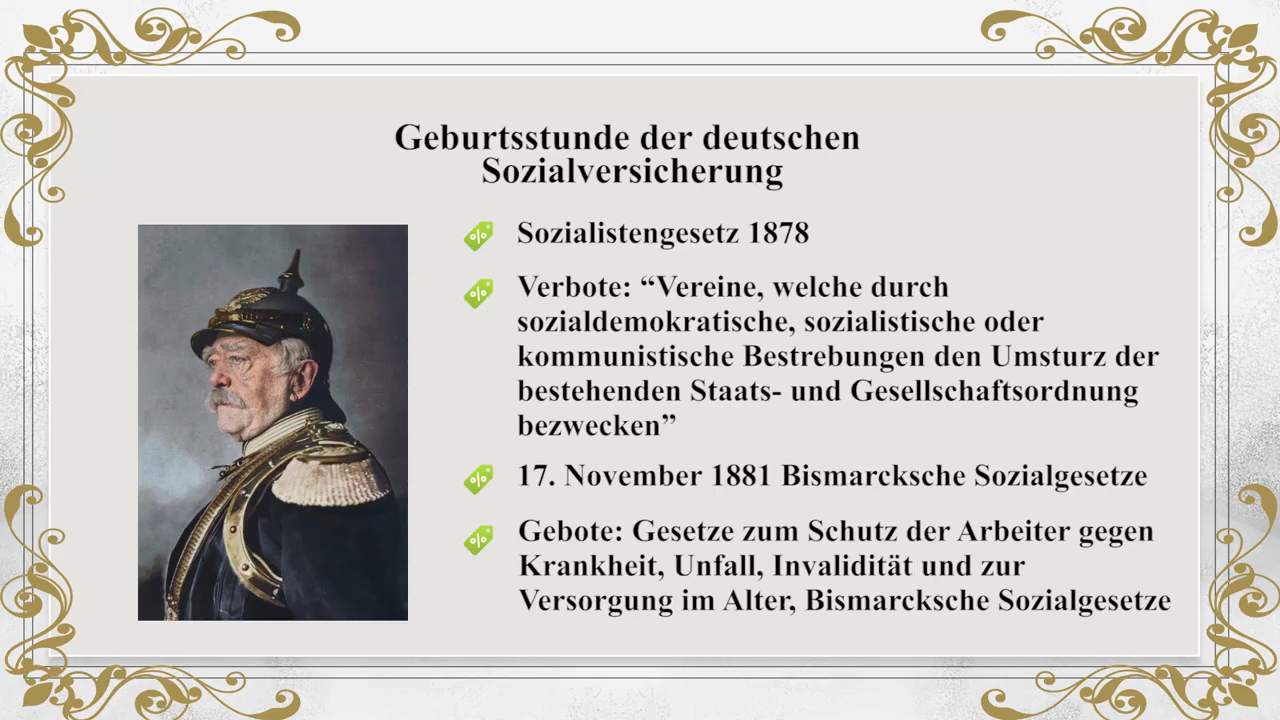 Geburtsstunde der deutschen
Sozialversicherung
Sozialistengesetz 1878
Verbote: “Vereine, welche durch
sozialdemokratische, sozialistische oder
kommunistische Bestrebungen den Umsturz der
bestehenden Staats- und Gesellschaftsordnung
bezwecken”
17. November 1881 Bismarcksche Sozialgesetze
Gebote: Gesetze zum Schutz der Arbeiter gegen
Krankheit, Unfall, Invalidität und zur
Versorgung im Alter, Bismarcksche Sozialgesetze